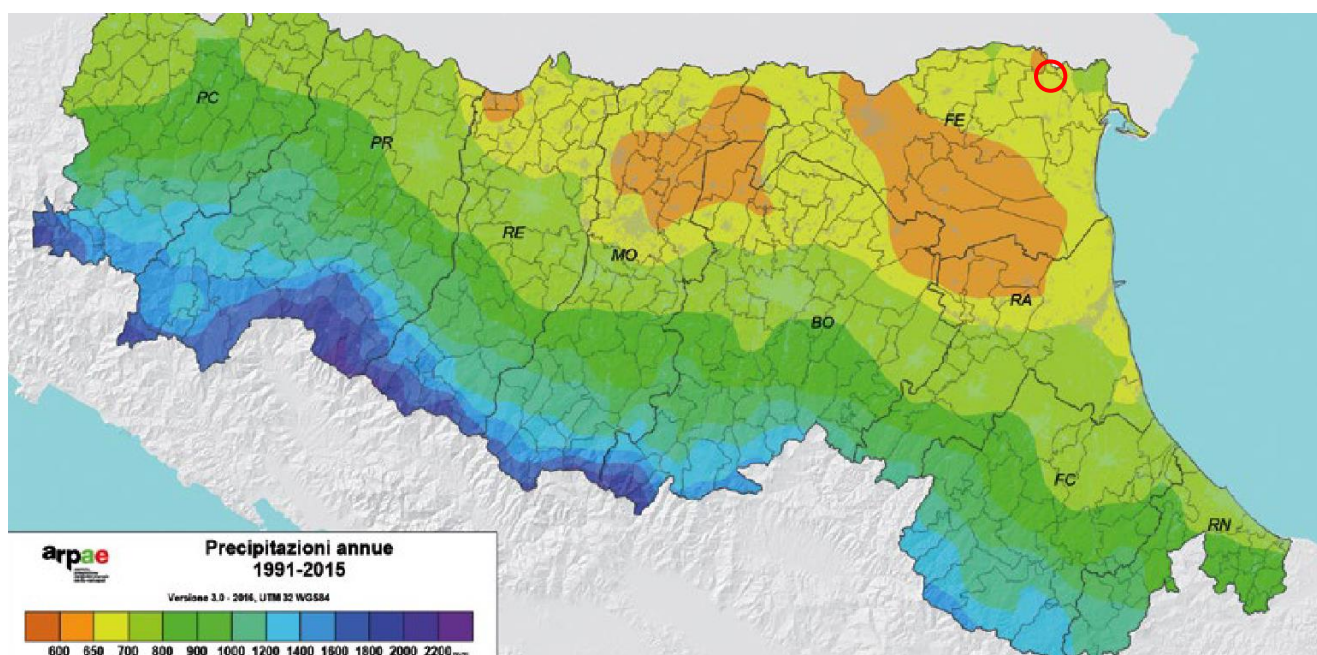 PC
PR
FE
RE
MO
RA
BO
FC
RN
arpae
Precipitazioni annue
1991-2015
Versione 3.0 - 2016, UTM 32 WGS84
600 650 700 800 900 1000 1200 1400 1600 1800 2000 2200